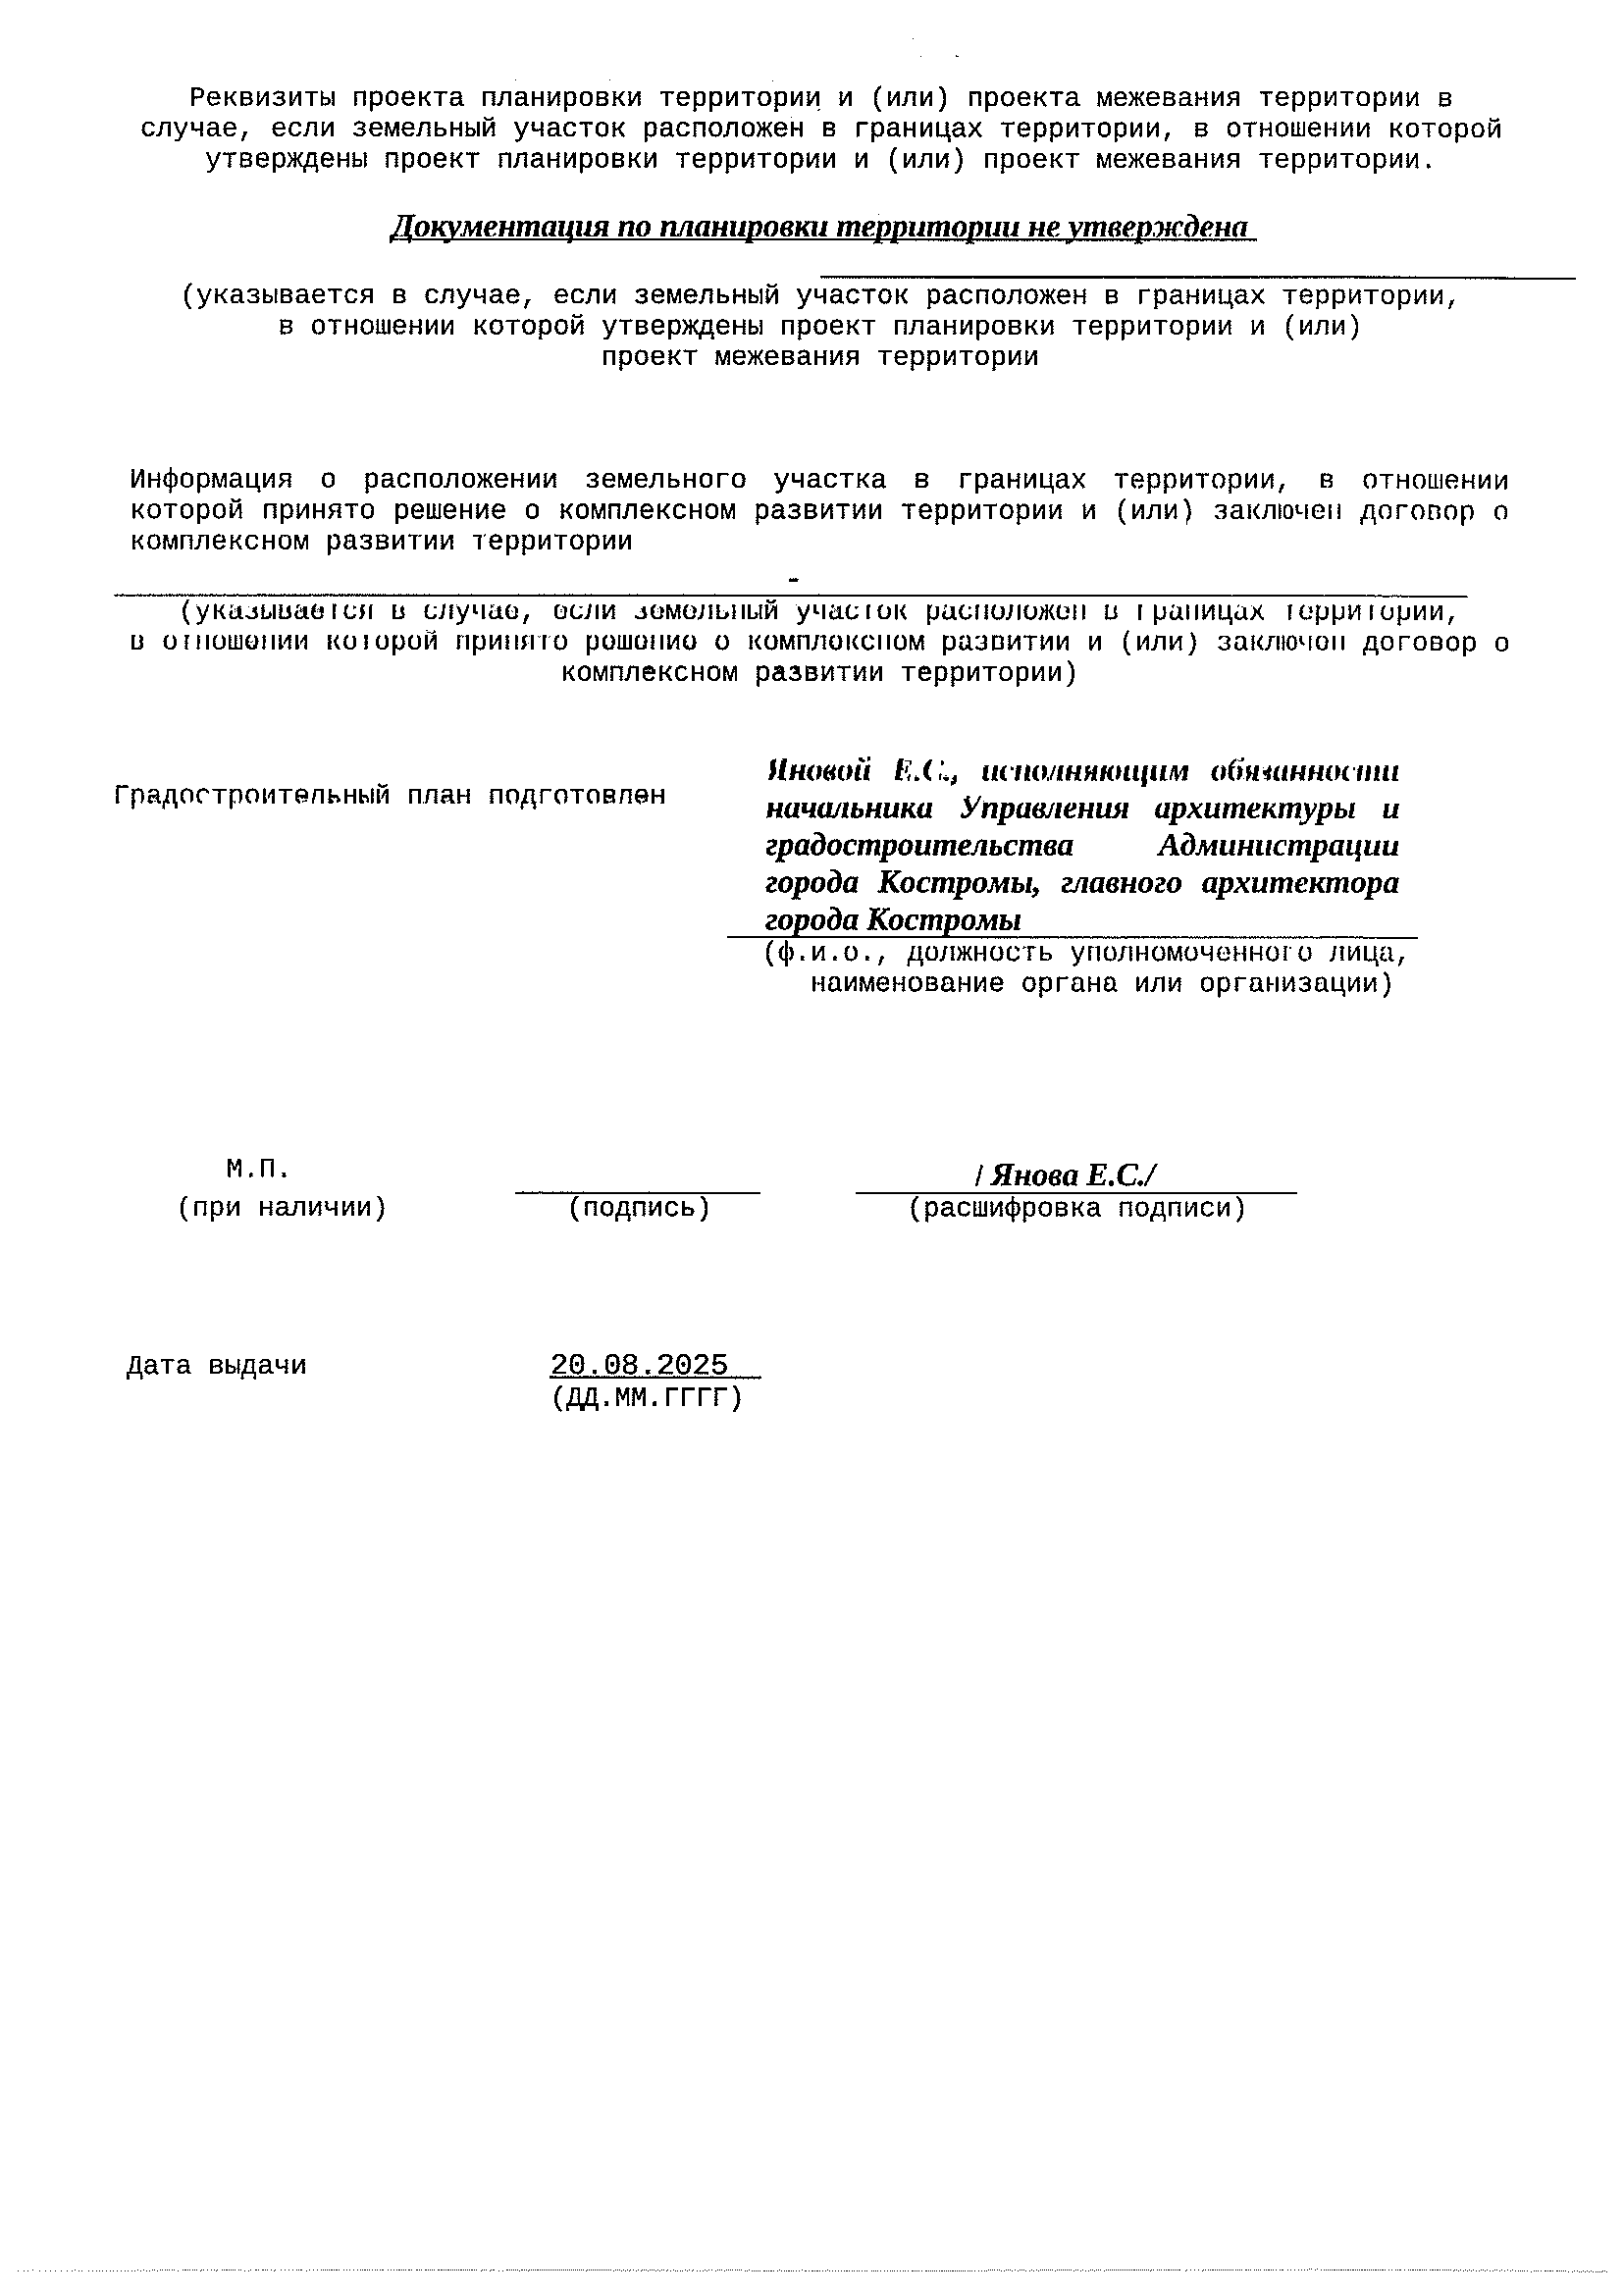 Реквизиты проекта планировки территории и (или) проекта межевания территории в
случае, если земельный участок расположен в границах территории, в отношении которой
утверждены проект планировки территории и (или) проект межевания территории.
Документация по планировки территории не утверждена
(указывается в случае, если земельный участок расположен в границах территории,
в отношении которой утверждены проект планировки территории и (или)
проект межевания территории
Информация о расположении земельного участка в границах территории, в отношении
которой принято решение о комплексном развитии территории и (или) заключен договор о
комплексном развитии территории
-
(указывается в случае, если земельный участок расположен в границах территории,
в отношении которой принято решение о комплексном развитии и (или) заключен договор о
комплексном развитии территории)
Градостроительный план подготовлен
Яновой Е.С., исполняющим обязанности
начальника Управления архитектуры и
градостроительства Администрации
города Костромы, главного архитектора
города Костромы
(ф.и.о., должность уполномоченного лица,
наименование органа или организации)
М.П.
(при наличии)
(подпись)
/ Янова Е.С./
(расшифровка подписи)
Дата выдачи
20.08.2025
(ДД.ММ.ГГГГ)